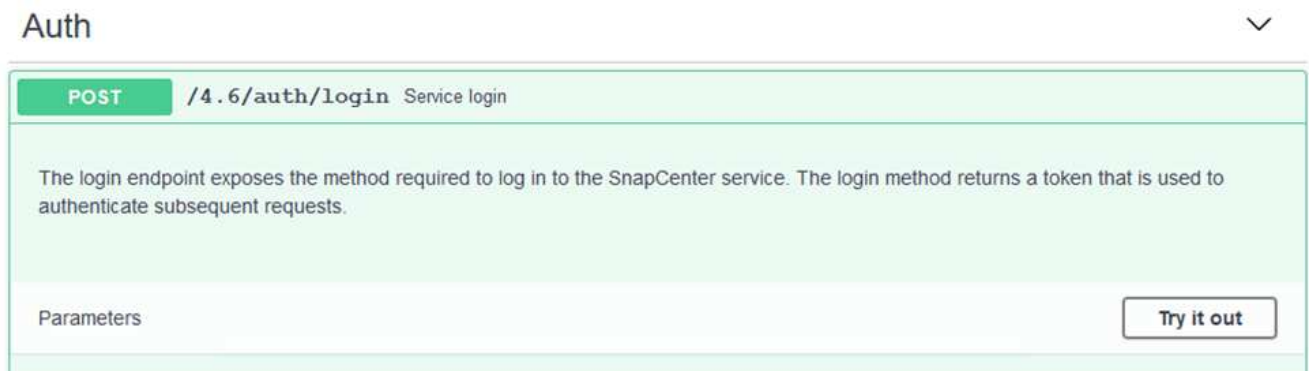 Auth
POST /4.6/auth/login Service login
The login endpoint exposes the method required to log in to the SnapCenter service. The login method returns a token that is used to
authenticate subsequent requests.
Parameters Try it out